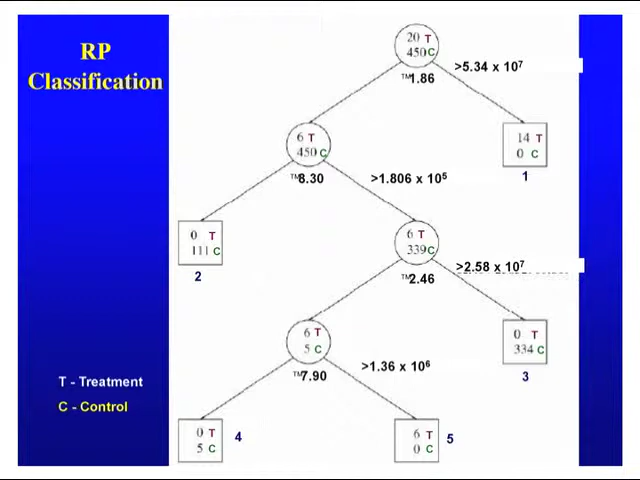 RP
Classification
20 T
450 C
>5.34 x 10⁷
™1.86
6 T
450 C
14 T
0 C
™8.30
>1.806 x 10⁵
1
0 T
111 C
6 T
339 C
™2.46
>2.58 x 10⁷
2
6 T
5 C
0 T
334 C
>1.36 x 10⁶
™7.90
3
T - Treatment
C - Control
0 T
5 C
4
6 T
0 C
5